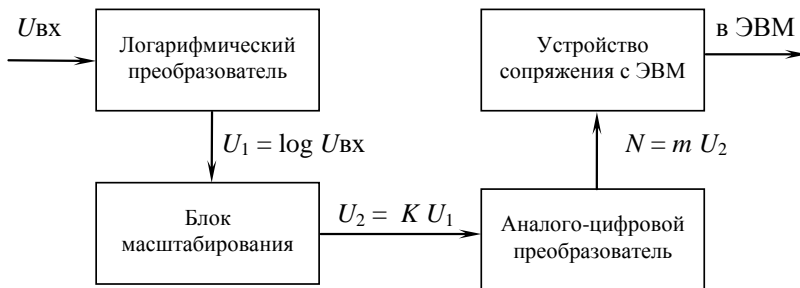 Uвх
Логарифмический
преобразователь
U₁ = log Uвх
Блок
масштабирования
U₂ = K U₁
Аналого-цифровой
преобразователь
N = m U₂
Устройство
сопряжения с ЭВМ
в ЭВМ